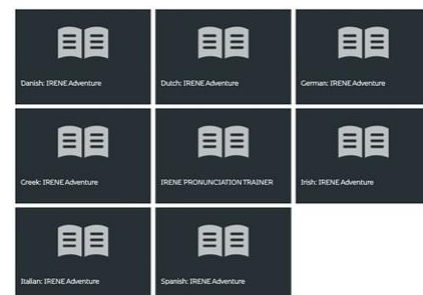 Danish: IRENE Adventure
Dutch: IRENE Adventure
German: IRENE Adventure
Greek: IRENE Adventure
IRENE PRONUNCIATION TRAINER
Irish: IRENE Adventure
Italian: IRENE Adventure
Spanish: IRENE Adventure